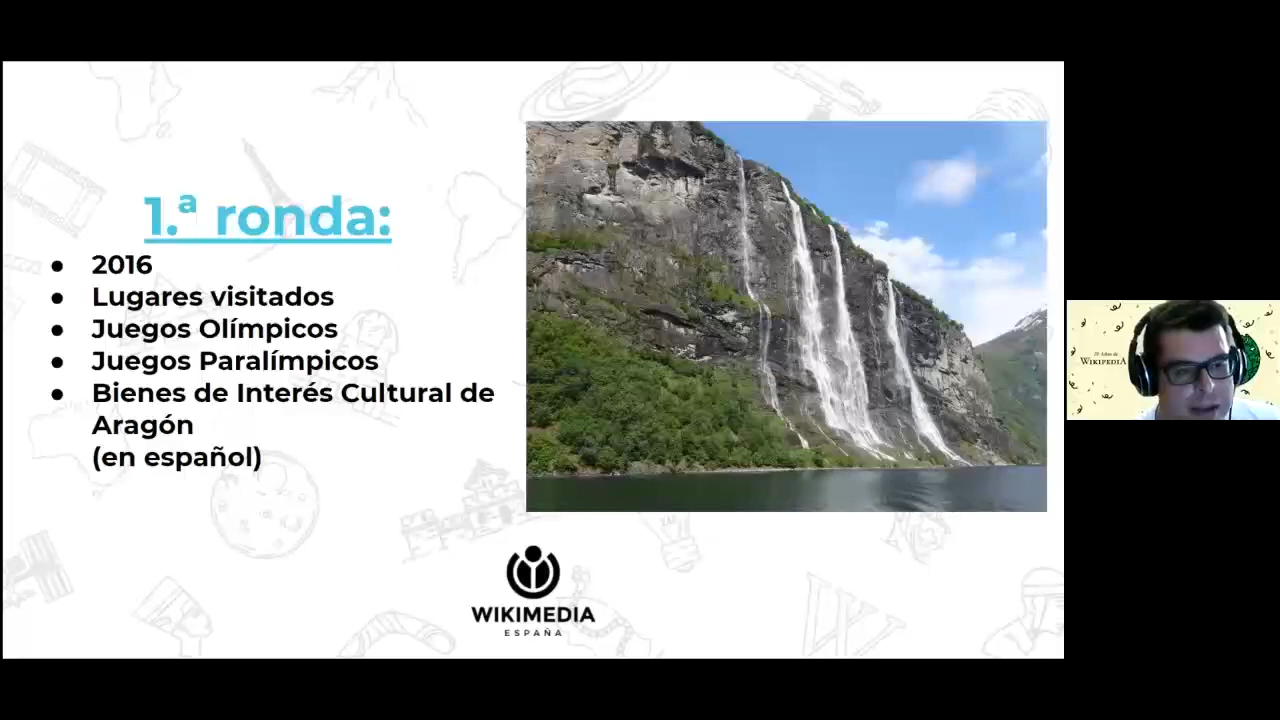 1.ª ronda:
● 2016
● Lugares visitados
● Juegos Olímpicos
● Juegos Paralímpicos
● Bienes de Interés Cultural de
Aragón
(en español)
WIKIMEDIA
ESPAÑA
WIKIPEDIA